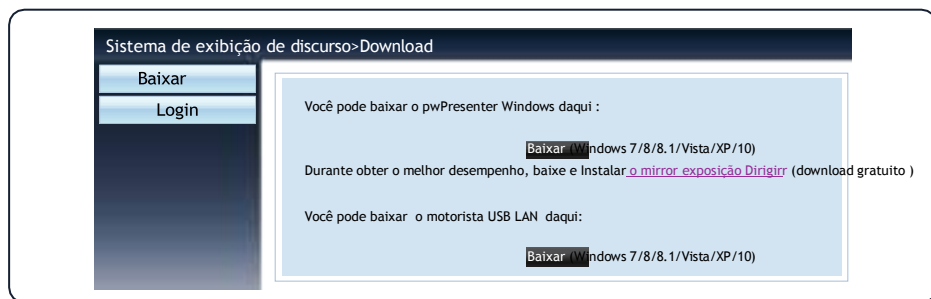 Sistema de exibição de discurso>Download
Baixar
Login
Você pode baixar o pwPresenter Windows daqui :
Baixar (Windows 7/8/8.1/Vista/XP/10)
Durante obter o melhor desempenho, baixe e Instalar o mirror exposição Dirigirr (download gratuito )
Você pode baixar o motorista USB LAN daqui:
Baixar (Windows 7/8/8.1/Vista/XP/10)